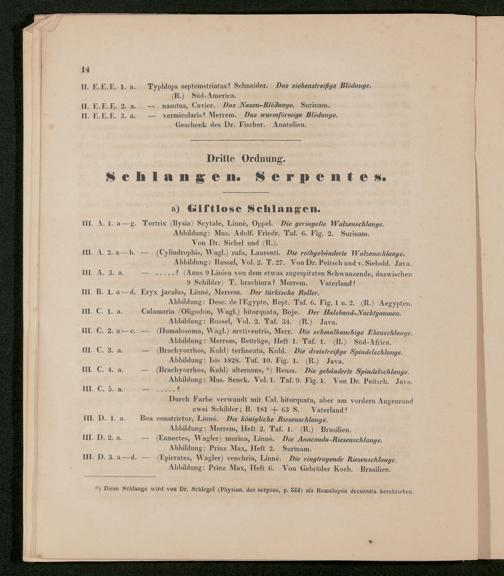 14
II. E.E.E. 1. a. Typhlops septemstriatus! Schneider. Das siebenstreifige Blödauge.
(R.) Süd-America.
II. E.E.E. 2. a. — nasutus, Cuvier. Das Nasen-Blödauge. Surinam.
II. E.E.E. 3. a. — vermicularis! Merrem. Das wurmförmige Blödauge.
Geschenk des Dr. Fischer. Anatolien.
Dritte Ordnung.
Schlangen. Serpentes.
a) Giftlose Schlangen.
III. A. 1. a—g. Tortrix (Ilysia) Scytale, Linné, Oppel. Die geringelte Walzenschlange.
Abbildung: Mus. Adolf. Friedr. Taf. 6. Fig. 2. Surinam.
Von Dr. Sichel und (R.).
III. A. 2. a—h. — (Cylindrophis, Wagl.) rufa, Laurenti. Die rothgebänderte Walzenschlange.
Abbildung: Russel, Vol. 2. T. 27. Von Dr. Peitsch und v. Siebold. Java.
III. A. 3. a. — .....! (Anus 9 Linien von dem etwas zugespitzten Schwanzende, dazwischen
9 Schilder) T. brachiura? Merrem. Vaterland?
III. B. 1. a—d. Eryx jaculus, Linné, Merrem. Der türkische Roller.
Abbildung: Desc. de l'Egypte, Rept. Taf. 6. Fig. 1 u. 2. (R.) Aegypten.
III. C. 1. a. Calamaria (Oligodon, Wagl.) bitorquata, Boje. Der Halsband-Nachtgaumen.
Abbildung: Russel, Vol. 2. Taf. 34. (R.) Java.
III. C. 2. a—c. — (Homalosoma, Wagl.) arctiventris, Merr. Die schmalbauchige Ebenschlange.
Abbildung: Merrem, Beiträge, Heft 1. Taf. 1. (R.) Süd-Africa.
III. C. 3. a. — (Brachyorrhos, Kuhl) terlineata, Kuhl. Die dreistreifige Spindelschlange.
Abbildung: Isis 1828. Taf. 10. Fig. 1. (R.) Java.
III. C. 4. a. — (Brachyorrhos, Kuhl) alternans, *) Reuss. Die gebänderte Spindelschlange.
Abbildung: Mus. Senck. Vol. 1. Taf. 9. Fig. 1. Von Dr. Peitsch. Java.
III. C. 5. a. — .....!
Durch Farbe verwandt mit Cal. bitorquata, aber am vordern Augenrand
zwei Schilder; B. 181 + 63 S. Vaterland?
III. D. 1. a. Boa constrictor, Linné. Die königliche Riesenschlange.
Abbildung: Merrem, Heft 2. Taf. 1. (R.) Brasilien.
III. D. 2. a. — (Eunectes, Wagler) murina, Linné. Die Anaconda-Riesenschlange.
Abbildung: Prinz Max, Heft 2. Surinam.
III. D. 3. a—d. — (Epicrates, Wagler) cenchria, Linné. Die ringtragende Riesenschlange.
Abbildung: Prinz Max, Heft 6. Von Gebrüder Koch. Brasilien.
*) Diese Schlange wird von Dr. Schlegel (Physion. des serpens, p. 344) als Homalopsis decussata beschrieben.